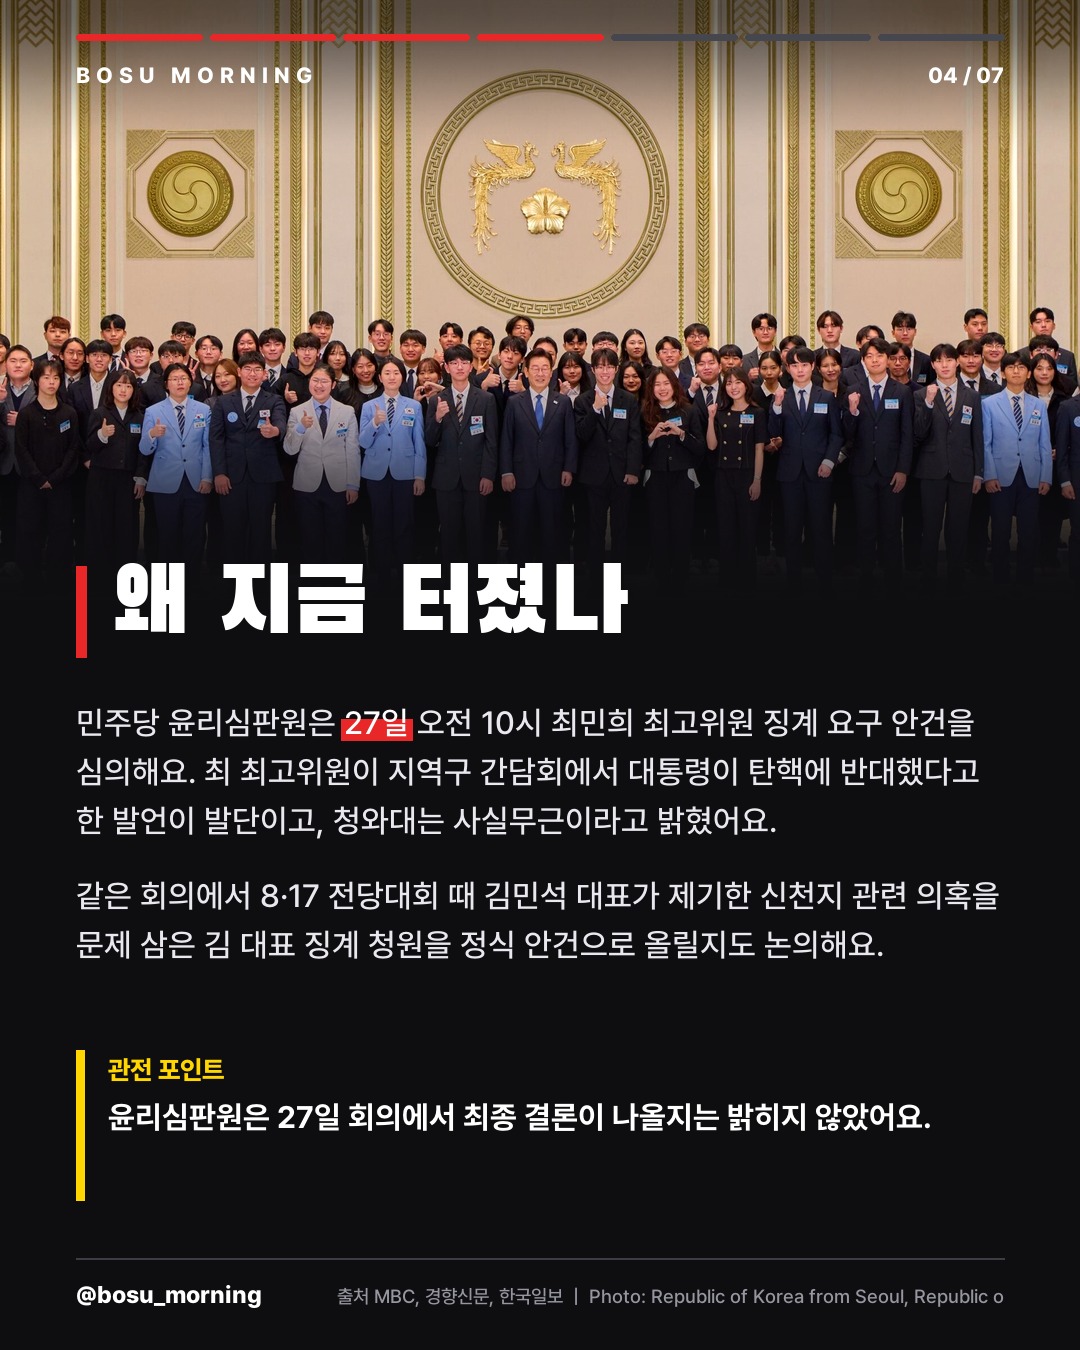 BOSU MORNING
04 / 07
왜 지금 터졌나
민주당 윤리심판원은 27일 오전 10시 최민희 최고위원 징계 요구 안건을
심의해요. 최 최고위원이 지역구 간담회에서 대통령이 탄핵에 반대했다고
한 발언이 발단이고, 청와대는 사실무근이라고 밝혔어요.
같은 회의에서 8·17 전당대회 때 김민석 대표가 제기한 신천지 관련 의혹을
문제 삼은 김 대표 징계 청원을 정식 안건으로 올릴지도 논의해요.
관전 포인트
윤리심판원은 27일 회의에서 최종 결론이 나올지는 밝히지 않았어요.
@bosu_morning
출처 MBC, 경향신문, 한국일보 | Photo: Republic of Korea from Seoul, Republic o